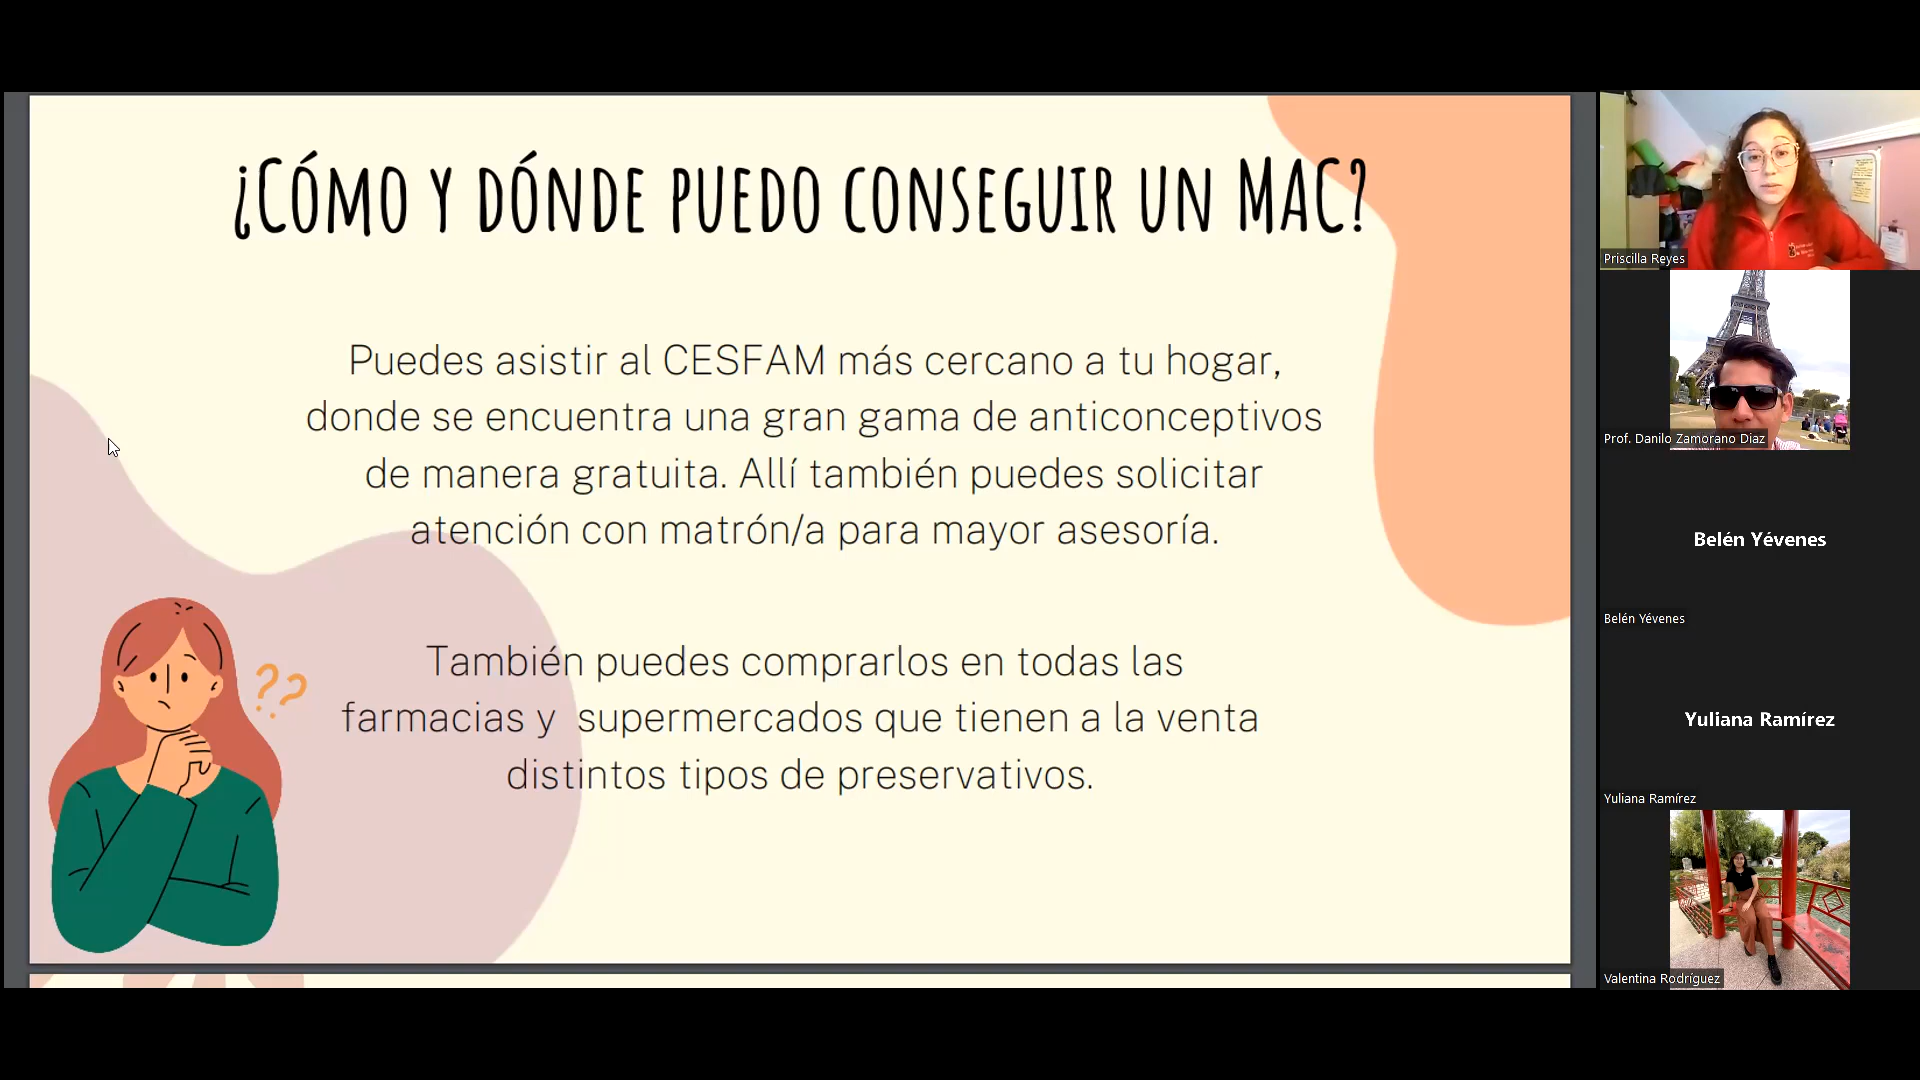 ¿Cómo y dónde puedo conseguir un MAC?
Puedes asistir al CESFAM más cercano a tu hogar,
donde se encuentra una gran gama de anticonceptivos
de manera gratuita. Allí también puedes solicitar
atención con matrón/a para mayor asesoría.
También puedes comprarlos en todas las
farmacias y supermercados que tienen a la venta
distintos tipos de preservativos.
??
Priscilla Reyes
Prof. Danilo Zamorano Diaz
Belén Yévenes
Belén Yévenes
Yuliana Ramírez
Yuliana Ramírez
Valentina Rodríguez